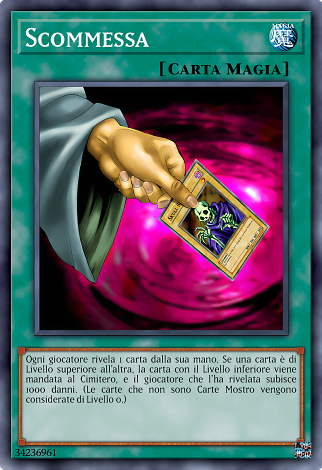 Scommessa
MAGIA
[Carta Magia]
Ogni giocatore rivela 1 carta dalla sua mano. Se una carta è di
Livello superiore all'altra, la carta con il Livello inferiore viene
mandata al Cimitero, e il giocatore che l'ha rivelata subisce
1000 danni. (Le carte che non sono Carte Mostro vengono
considerate di Livello 0.)
34236961